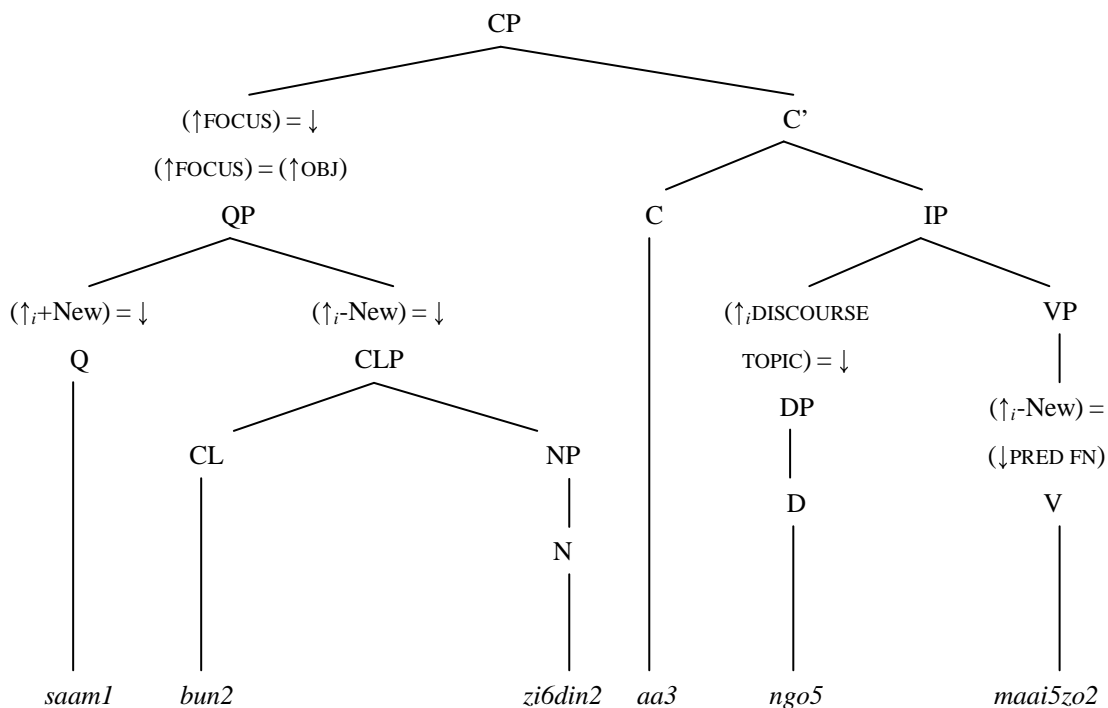 CP
(↑FOCUS) = ↓ C’
(↑FOCUS) = (↑OBJ)
QP C IP
(↑i+New) = ↓ (↑i-New) = ↓ (↑iDISCOURSE VP
Q CLP TOPIC) = ↓
DP (↑i-New) =
CL NP (↓PRED FN)
D V
N
saam1 bun2 zi6din2 aa3 ngo5 maai5zo2